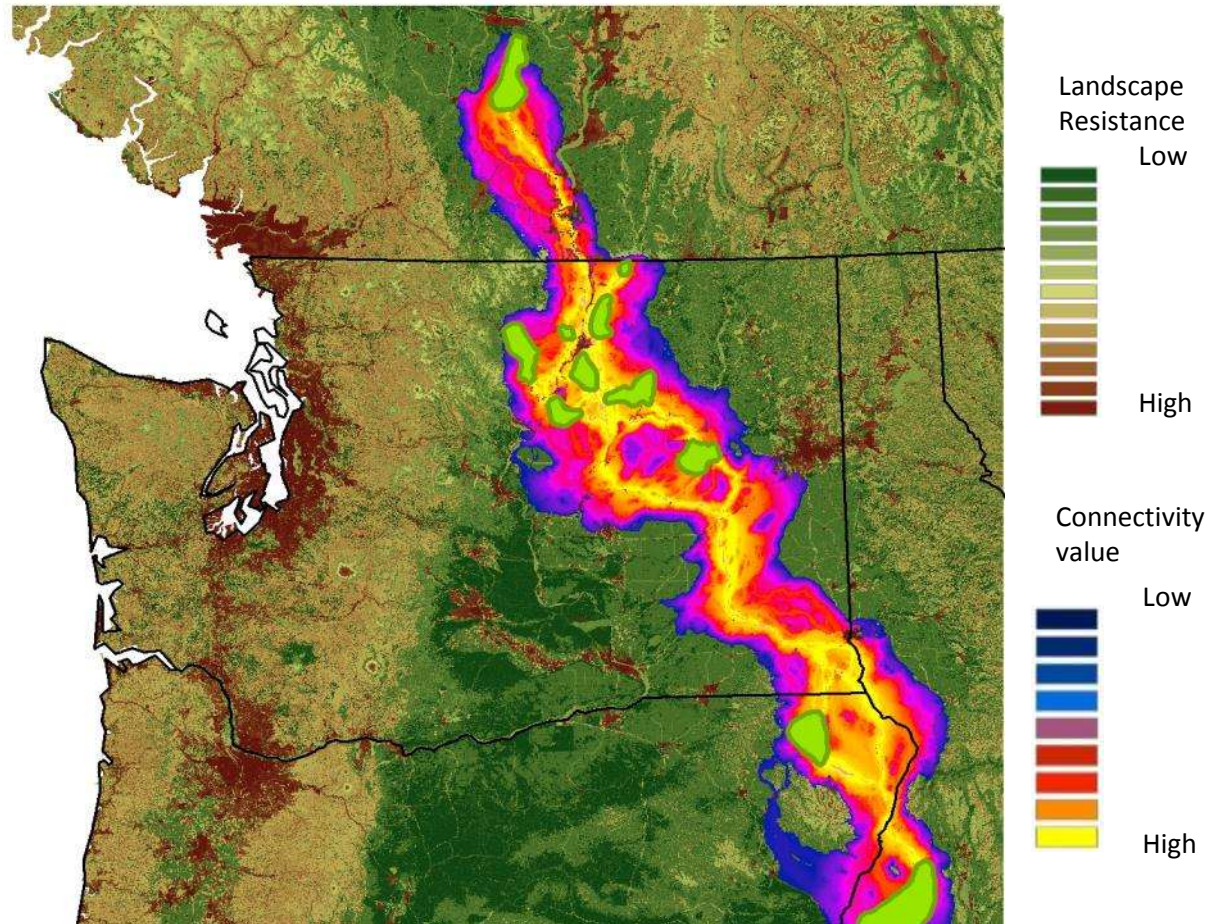 Landscape
Resistance
Low
High
Connectivity
value
Low
High